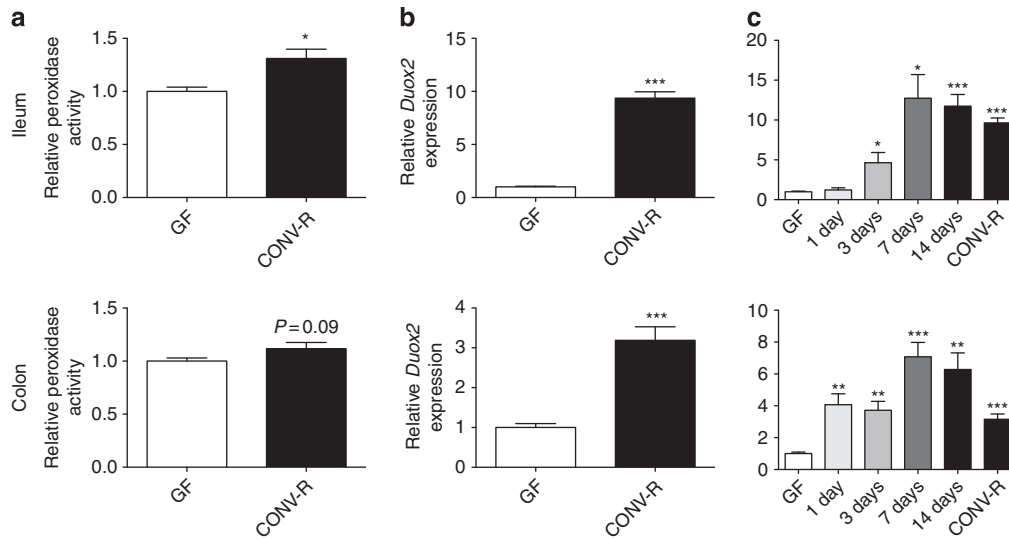 a
Ileum
Relative peroxidase
activity
1.5
1.0
0.5
0.0
*
GF
CONV-R
b
Relative Duox2
expression
15
10
5
0
***
GF
CONV-R
c
20
15
10
5
0
*
*
***
***
GF
1 day
3 days
7 days
14 days
CONV-R
Colon
Relative peroxidase
activity
1.5
1.0
0.5
0.0
P = 0.09
GF
CONV-R
Relative Duox2
expression
4
3
2
1
0
***
GF
CONV-R
10
8
6
4
2
0
**
**
***
**
***
GF
1 day
3 days
7 days
14 days
CONV-R